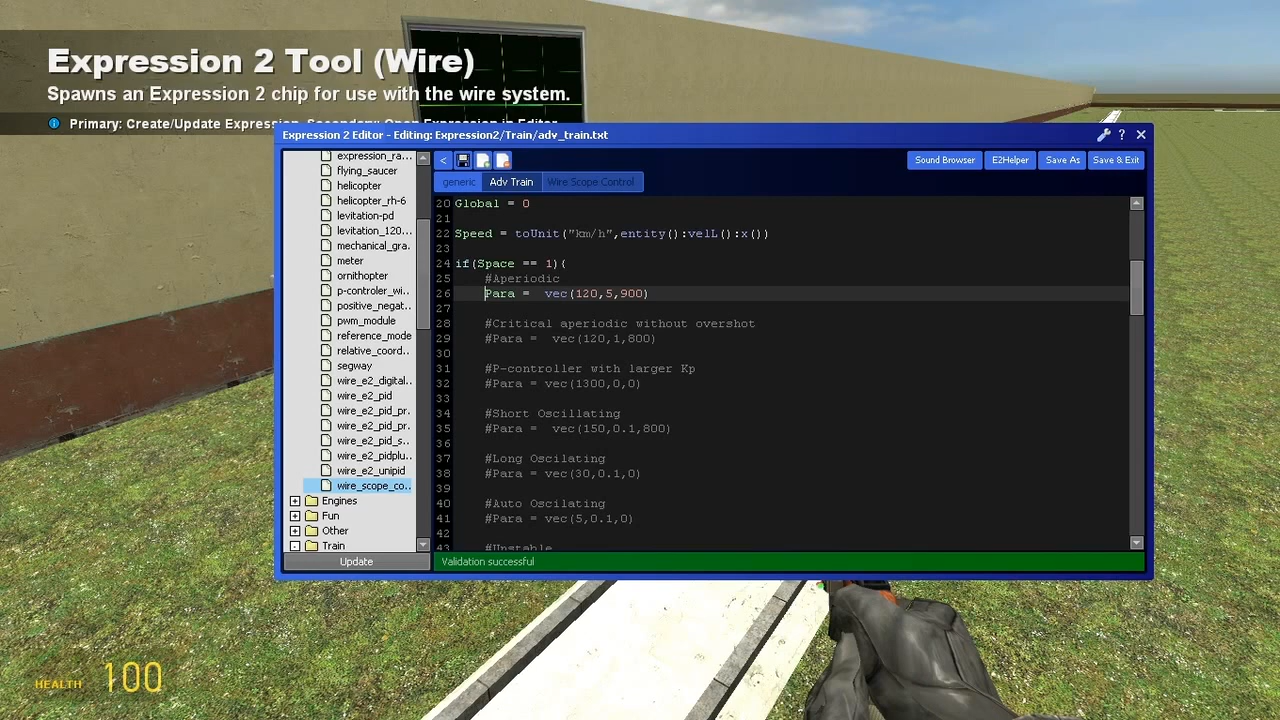 Expression 2 Tool (Wire)
Spawns an Expression 2 chip for use with the wire system.
Primary: Create/Update Expression, Secondary: Open Expression in Editor
Expression 2 Editor - Editing: Expression2/Train/adv_train.txt
?
<
Sound Browser
E2Helper
Save As
Save & Exit
generic
Adv Train
Wire Scope Control
expression_ra...
flying_saucer
helicopter
helicopter_rh-6
levitation-pd
levitation_120...
mechanical_gra.
meter
ornithopter
p-controler_wi..
positive_negat..
pwm_module
reference_mode
relative_coord..
segway
wire_e2_digital..
wire_e2_pid
wire_e2_pid_pr.
wire_e2_pid_pr.
wire_e2_pid_s..
wire_e2_pidplu..
wire_e2_unipid
wire_scope_co..
Engines
Fun
Other
Train
Update
20 Global = 0
21
22 Speed = toUnit("km/h",entity():velL():x())
23
24 if(Space == 1){
25 #Aperiodic
26 Para =  vec(120,5,900)
27
28 #Critical aperiodic without overshot
29 #Para =  vec(120,1,800)
30
31 #P-controller with larger Kp
32 #Para = vec(1300,0,0)
33
34 #Short Oscillating
35 #Para =  vec(150,0.1,800)
36
37 #Long Oscilating
38 #Para = vec(30,0.1,0)
39
40 #Auto Oscilating
41 #Para = vec(5,0.1,0)
42
43 #Unstable
Validation successful
HEALTH 100